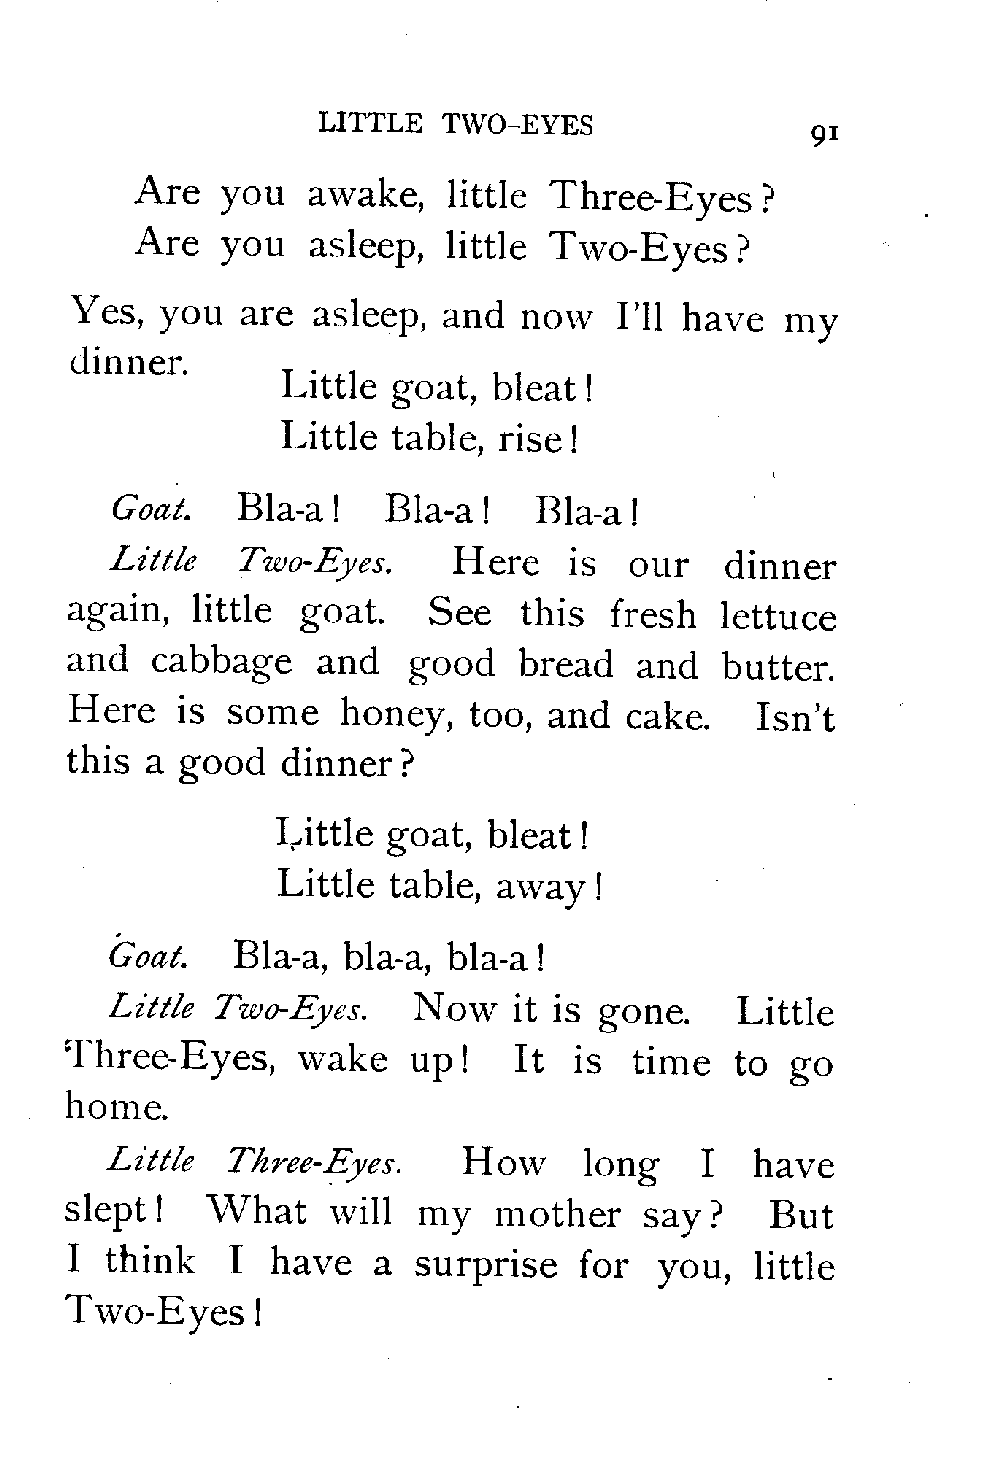 LITTLE TWO-EYES 91
Are you awake, little Three-Eyes?
Are you asleep, little Two-Eyes?
Yes, you are asleep, and now I'll have my
dinner.
Little goat, bleat!
Little table, rise!
Goat. Bla-a! Bla-a! Bla-a!
Little Two-Eyes. Here is our dinner
again, little goat. See this fresh lettuce
and cabbage and good bread and butter.
Here is some honey, too, and cake. Isn't
this a good dinner?
Little goat, bleat!
Little table, away!
Goat. Bla-a, bla-a, bla-a!
Little Two-Eyes. Now it is gone. Little
Three-Eyes, wake up! It is time to go
home.
Little Three-Eyes. How long I have
slept! What will my mother say? But
I think I have a surprise for you, little
Two-Eyes!